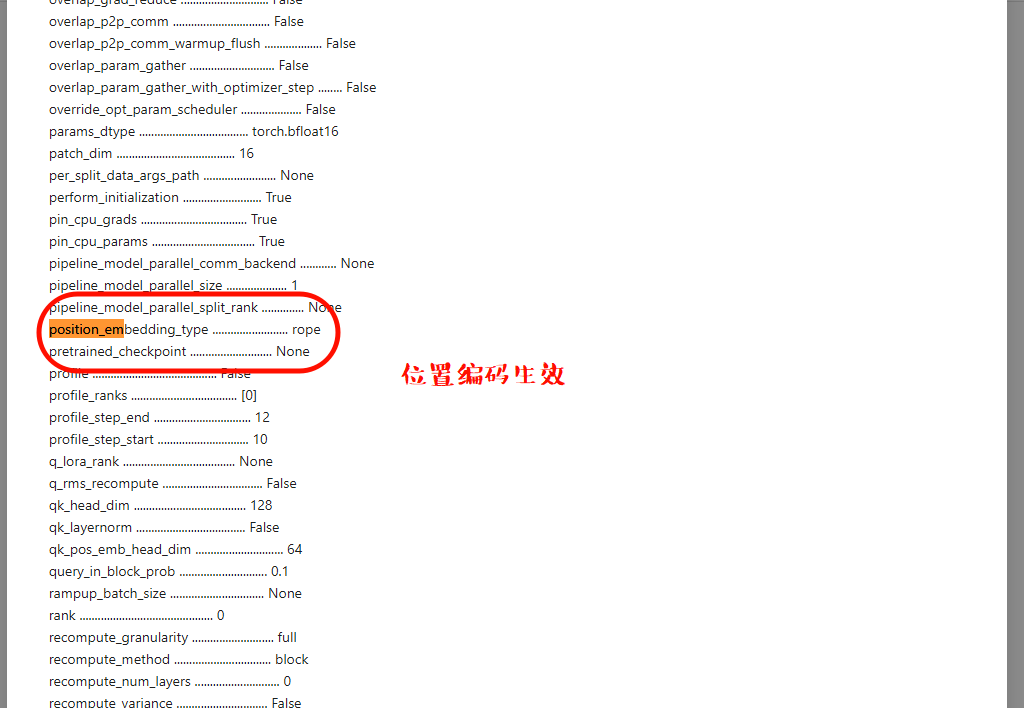 overlap_grad_reduce ............................. False
overlap_p2p_comm ................................ False
overlap_p2p_comm_warmup_flush ................... False
overlap_param_gather ............................ False
overlap_param_gather_with_optimizer_step ........ False
override_opt_param_scheduler .................... False
params_dtype .................................... torch.bfloat16
patch_dim ....................................... 16
per_split_data_args_path ........................ None
perform_initialization .......................... True
pin_cpu_grads ................................... True
pin_cpu_params .................................. True
pipeline_model_parallel_comm_backend ............ None
pipeline_model_parallel_size .................... 1
pipeline_model_parallel_split_rank .............. None
position_embedding_type ......................... rope
pretrained_checkpoint ........................... None
profile ......................................... False
位置编码生效
profile_ranks ................................... [0]
profile_step_end ................................ 12
profile_step_start .............................. 10
q_lora_rank ..................................... None
q_rms_recompute ................................. False
qk_head_dim ..................................... 128
qk_layernorm .................................... False
qk_pos_emb_head_dim ............................. 64
query_in_block_prob ............................. 0.1
rampup_batch_size ............................... None
rank ............................................ 0
recompute_granularity ........................... full
recompute_method ................................ block
recompute_num_layers ............................ 0
recompute_variance .............................. False